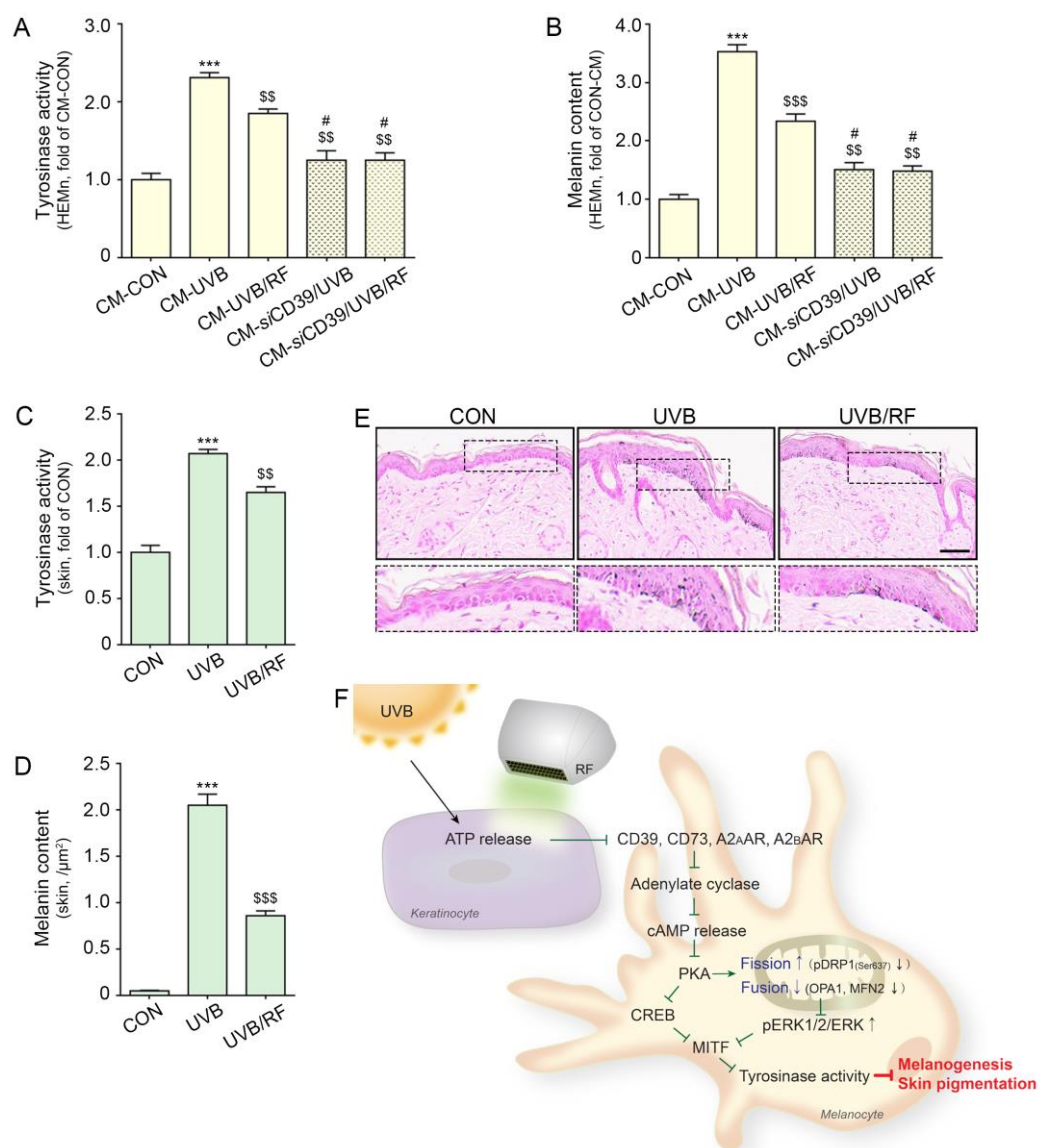 A
Tyrosinase activity
(HEMn, fold of CM-CON)
3.0
2.0
1.0
0
***
$$
#
$$
#
$$
CM-CON
CM-UVB
CM-UVB/RF
CM-siCD39/UVB
CM-siCD39/UVB/RF
B
Melanin content
(HEMn, fold of CON-CM)
4.0
3.0
2.0
1.0
0
***
$$$
#
$$
#
$$
CM-CON
CM-UVB
CM-UVB/RF
CM-siCD39/UVB
CM-siCD39/UVB/RF
C
Tyrosinase activity
(skin, fold of CON)
2.5
2.0
1.5
1.0
0.5
0
***
$$
CON
UVB
UVB/RF
E
CON
UVB
UVB/RF
D
Melanin content
(skin, /µm²)
2.5
2.0
1.5
1.0
0.5
0
***
$$$
CON
UVB
UVB/RF
F
UVB
RF
ATP release
Keratinocyte
CD39, CD73, A2AAR, A2BAR
Adenylate cyclase
cAMP release
PKA
Fission ↑ (pDRP1(Ser637) ↓)
Fusion ↓ (OPA1, MFN2 ↓)
CREB
pERK1/2/ERK ↑
MITF
Tyrosinase activity
Melanogenesis
Skin pigmentation
Melanocyte